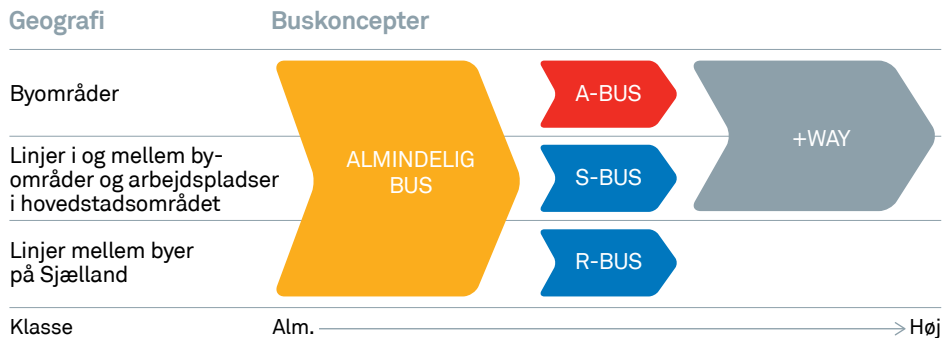 Geografi
Buskoncepter
Byområder
A-BUS
+WAY
Linjer i og mellem by-
områder og arbejdspladser
i hovedstadsområdet
ALMINDELIG
BUS
S-BUS
Linjer mellem byer
på Sjælland
R-BUS
Klasse
Alm.
Høj